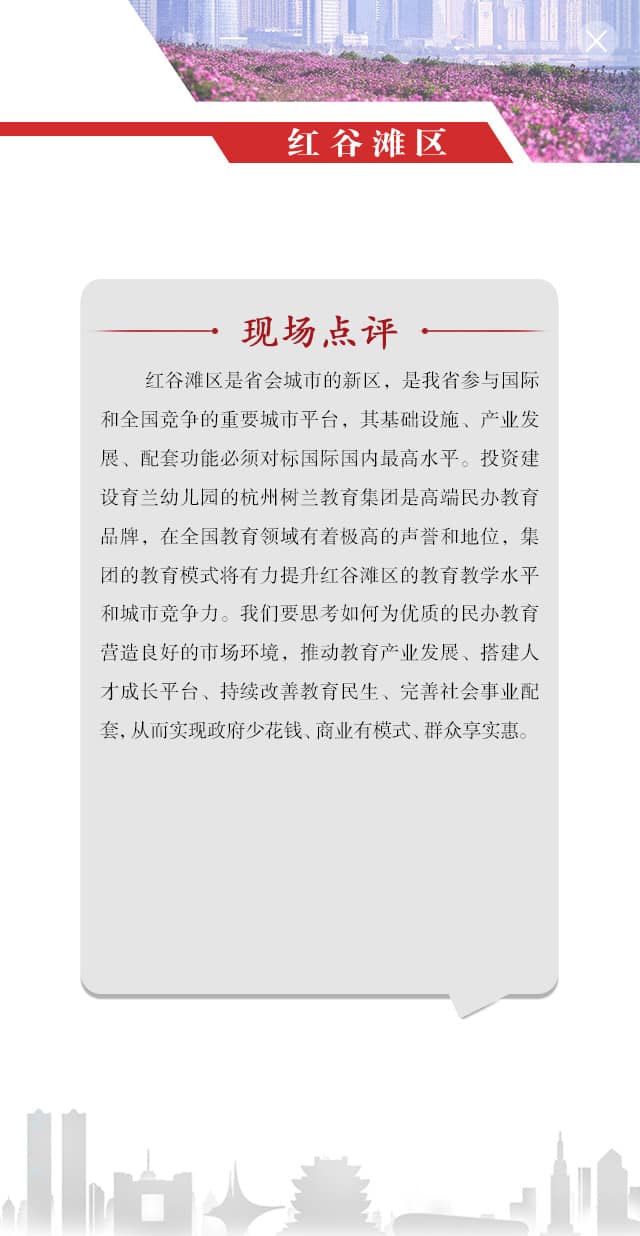 红谷滩区
现场点评
红谷滩区是省会城市的新区，是我省参与国际
和全国竞争的重要城市平台，其基础设施、产业发
展、配套功能必须对标国际国内最高水平。投资建
设育兰幼儿园的杭州树兰教育集团是高端民办教育
品牌，在全国教育领域有着极高的声誉和地位，集
团的教育模式将有力提升红谷滩区的教育教学水平
和城市竞争力。我们要思考如何为优质的民办教育
营造良好的市场环境，推动教育产业发展、搭建人
才成长平台、持续改善教育民生、完善社会事业配
套，从而实现政府少花钱、商业有模式、群众享实惠。